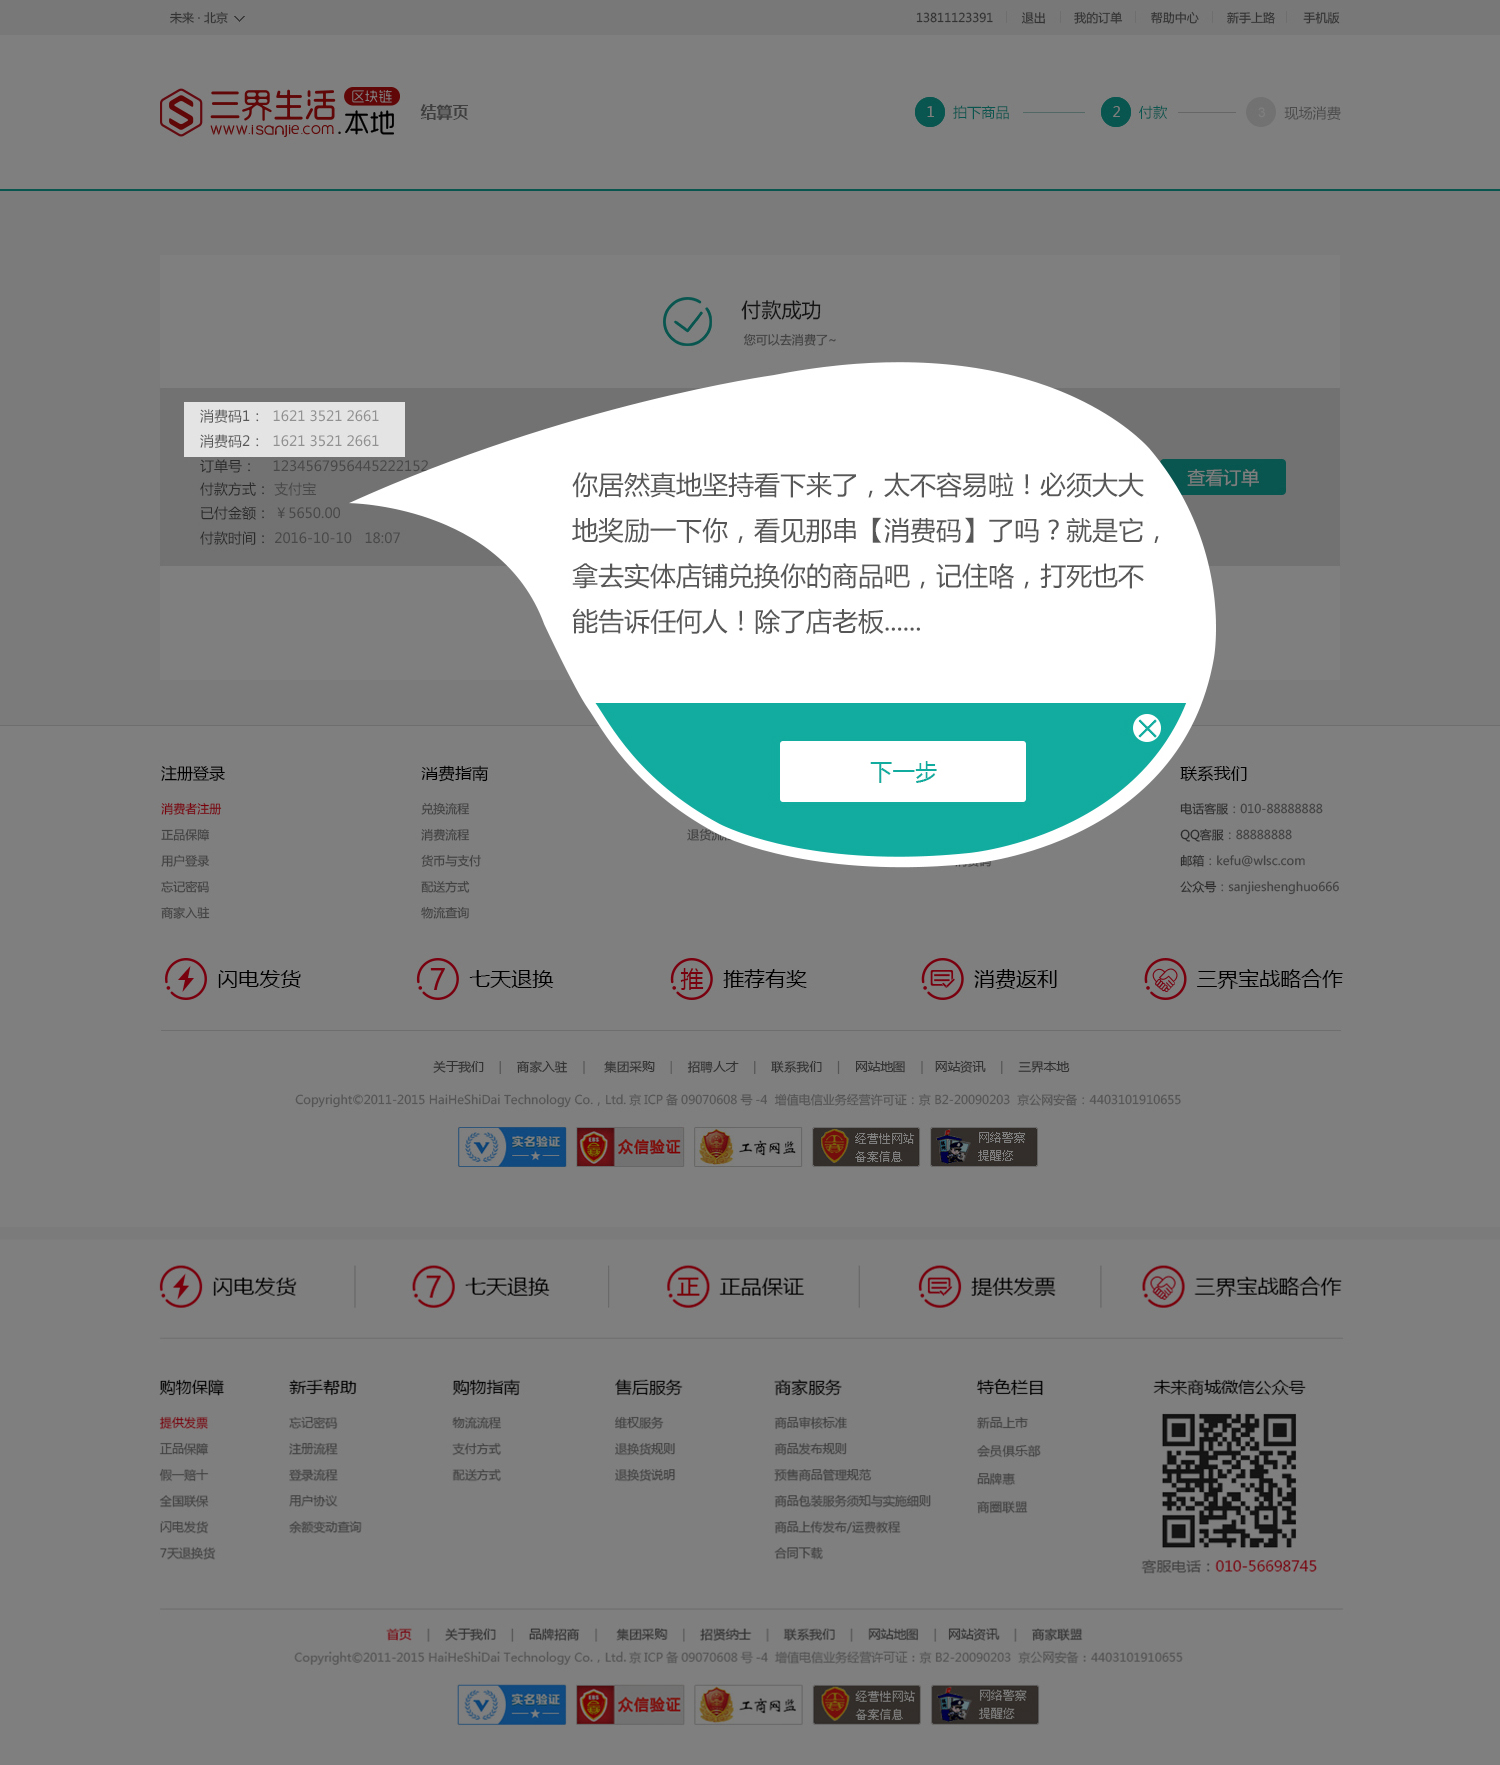 未来 · 北京
13811123391 退出 我的订单 帮助中心 新手上路 手机版
三界生活 区块链
www.isanjie.com.本地
结算页
1 拍下商品 2 付款 3 现场消费
付款成功
您可以去消费了~
消费码1： 1621 3521 2661
消费码2： 1621 3521 2661
订单号： 1234567956445222152
付款方式： 支付宝
已付金额： ￥5650.00
付款时间： 2016-10-10 18:07
查看订单
你居然真地坚持看下来了，太不容易啦！必须大大
地奖励一下你，看见那串【消费码】了吗？就是它，
拿去实体店铺兑换你的商品吧，记住咯，打死也不
能告诉任何人！除了店老板......
下一步
注册登录 消费指南 联系我们
消费者注册 兑换流程 电话客服：010-88888888
正品保障 消费流程 退货流 QQ客服：88888888
用户登录 货币与支付 邮箱：kefu@wlsc.com
忘记密码 配送方式 公众号：sanjieshenghuo666
商家入驻 物流查询
闪电发货 7 七天退换 推 推荐有奖 消费返利 三界宝战略合作
关于我们 | 商家入驻 | 集团采购 | 招聘人才 | 联系我们 | 网站地图 | 网站资讯 | 三界本地
Copyright©2011-2015 HaiHeShiDai Technology Co.，Ltd. 京 ICP 备 09070608 号 -4 增值电信业务经营许可证：京 B2-20090203 京公网安备：4403101910655
实名验证 众信验证 工商网监 经营性网站 备案信息 网络警察 提醒您
闪电发货 7 七天退换 正 正品保证 提供发票 三界宝战略合作
购物保障 新手帮助 购物指南 售后服务 商家服务 特色栏目 未来商城微信公众号
提供发票 忘记密码 物流流程 维权服务 商品审核标准 新品上市
正品保障 注册流程 支付方式 退换货规则 商品发布规则 会员俱乐部
假一赔十 登录流程 配送方式 退换货说明 预售商品管理规范 品牌惠
全国联保 用户协议 商品包装服务须知与实施细则 商圈联盟
闪电发货 余额变动查询 商品上传发布/运费教程
7天退换货 合同下载
客服电话：010-56698745
首页 | 关于我们 | 品牌招商 | 集团采购 | 招贤纳士 | 联系我们 | 网站地图 | 网站资讯 | 商家联盟
Copyright©2011-2015 HaiHeShiDai Technology Co.，Ltd. 京 ICP 备 09070608 号 -4 增值电信业务经营许可证：京 B2-20090203 京公网安备：4403101910655
实名验证 众信验证 工商网监 经营性网站 备案信息 网络警察 提醒您